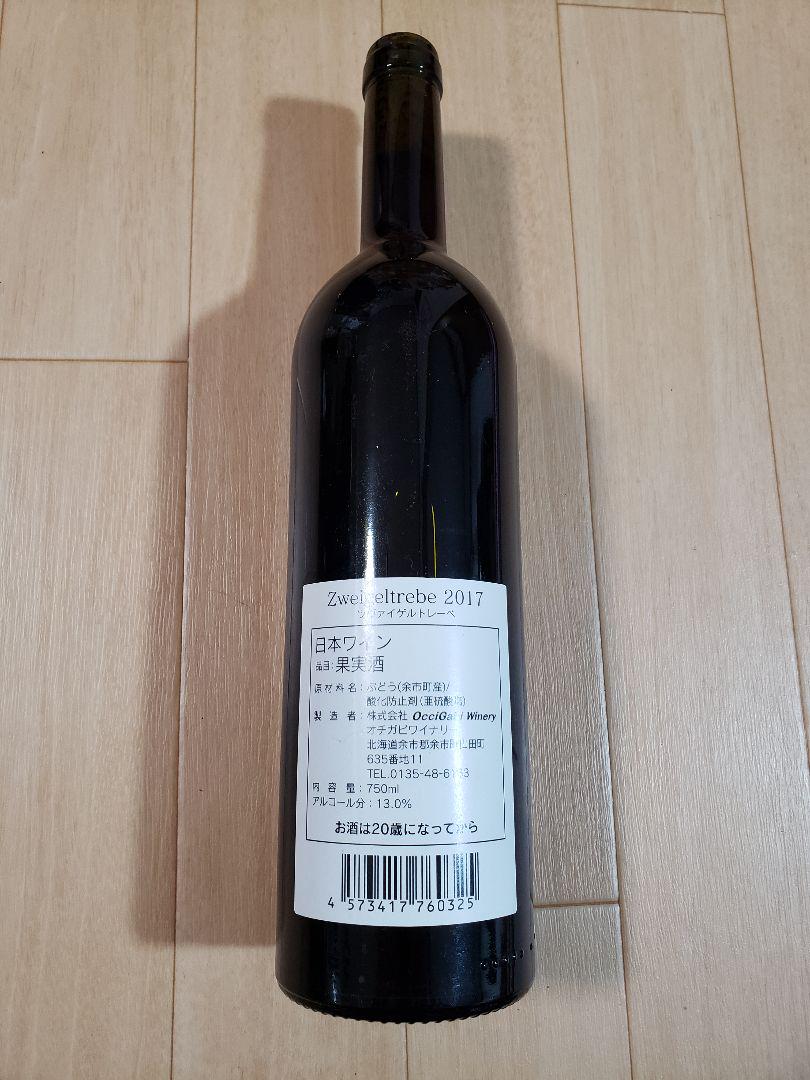 Zweigeltrebe 2017
ツヴァイゲルトレーベ
日本ワイン
品目：果実酒
原材料名：ぶどう(余市町産)/
酸化防止剤(亜硫酸塩)
製造者：株式会社 OcciGabi Winery
オチガビワイナリー
北海道余市郡余市町山田町
635番地11
TEL.0135-48-6163
内容量：750ml
アルコール分：13.0%
お酒は20歳になってから
4 573417 760325